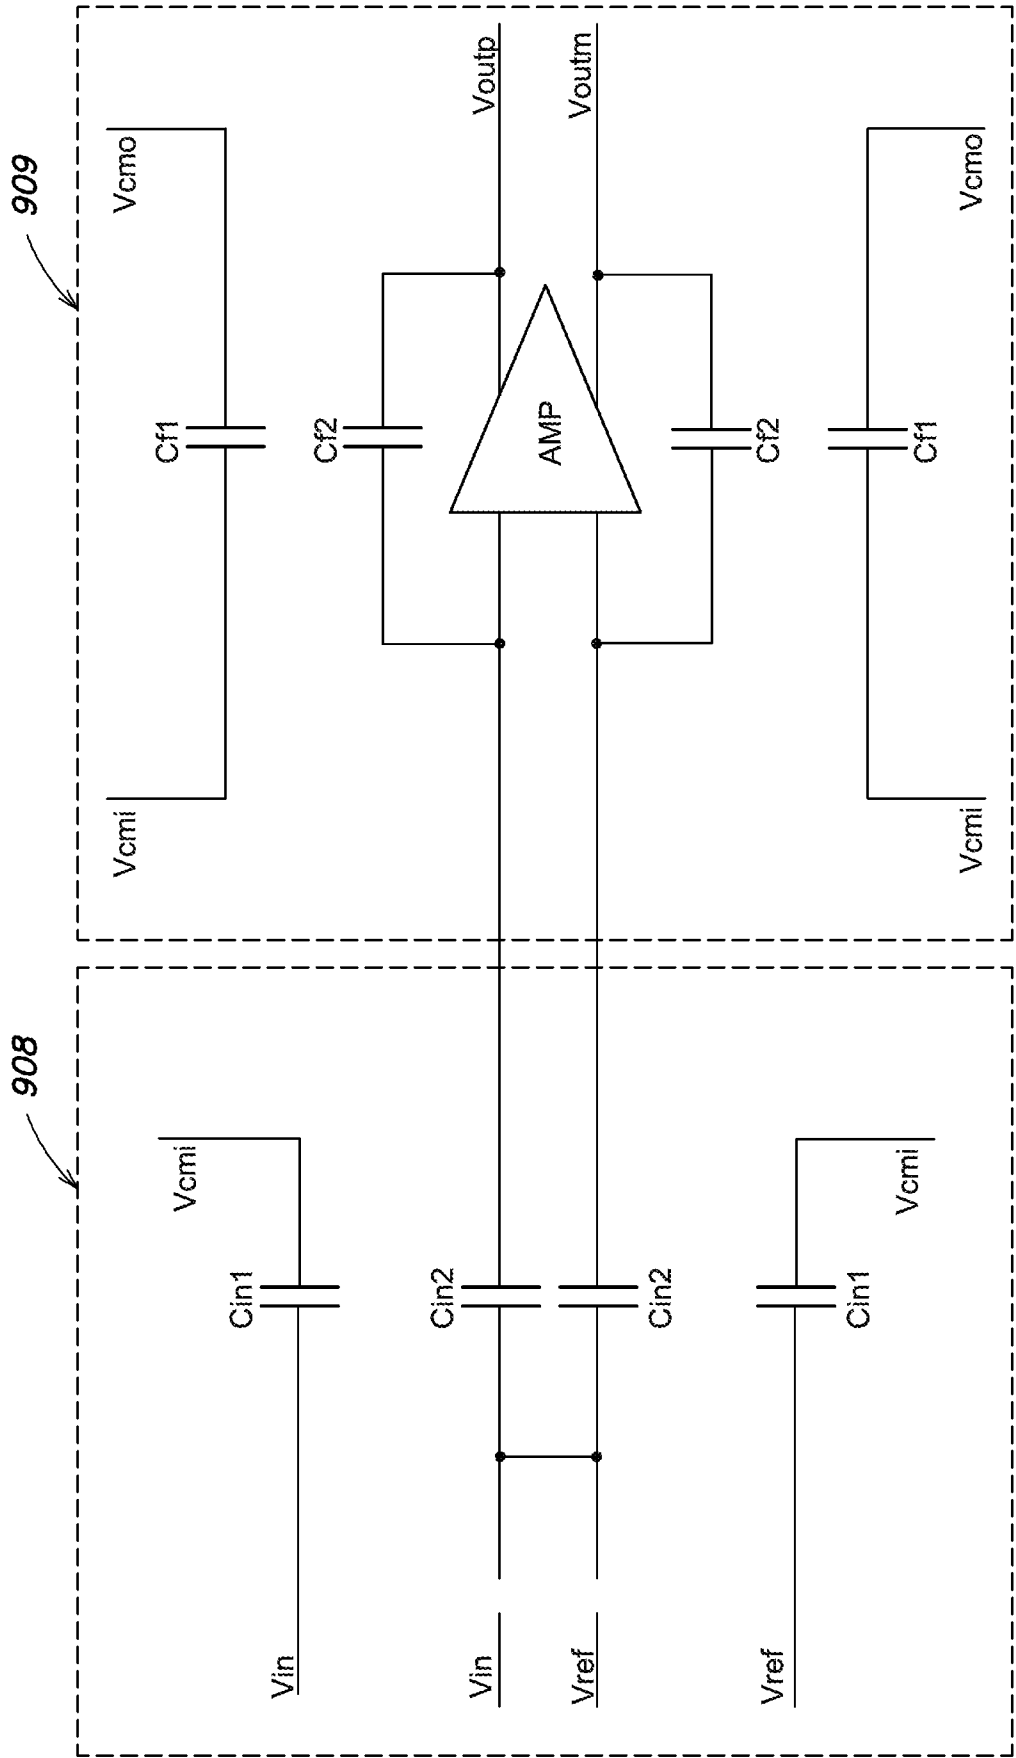 908
909
Vcmi
Vcmo
Cf1
Vcmi
Cin1
Vin
Cf2
Voutp
Cin2
Vin
AMP
Vref
Cin2
Voutm
Cf2
Vref
Cin1
Vcmi
Cf1
Vcmi
Vcmo